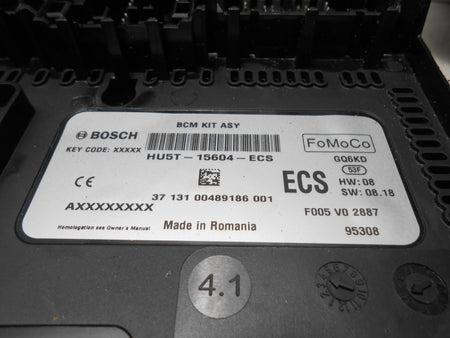 BCM KIT ASY
BOSCH
KEY CODE: XXXXX
HU5T-15604-ECS
FoMoCo
GQ6KD
53F
CE
ECS
HW: 08
SW: 08.18
37 131 00489186 001
AXXXXXXXXX
F005 V0 2887
Homologation see Owner's Manual
Made in Romania
95308
4.1